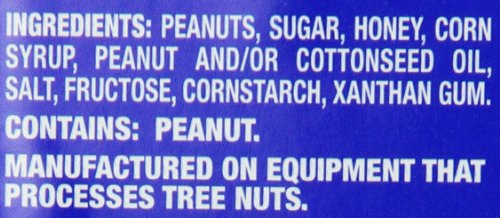 INGREDIENTS: PEANUTS, SUGAR, HONEY, CORN
SYRUP, PEANUT AND/OR COTTONSEED OIL,
SALT, FRUCTOSE, CORNSTARCH, XANTHAN GUM.
CONTAINS: PEANUT.
MANUFACTURED ON EQUIPMENT THAT
PROCESSES TREE NUTS.